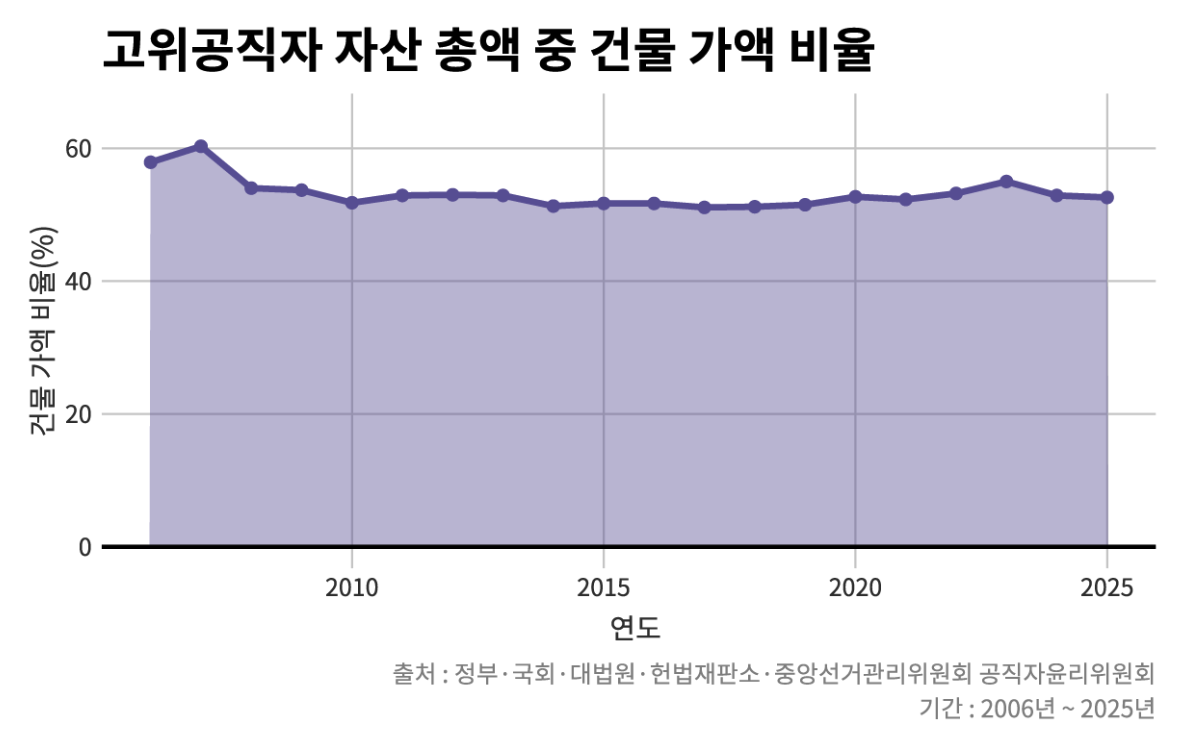 고위공직자 자산 총액 중 건물 가액 비율
건물 가액 비율(%)
60
40
20
0
2010 2015 2020 2025
연도
출처 : 정부·국회·대법원·헌법재판소·중앙선거관리위원회 공직자윤리위원회
기간 : 2006년 ~ 2025년